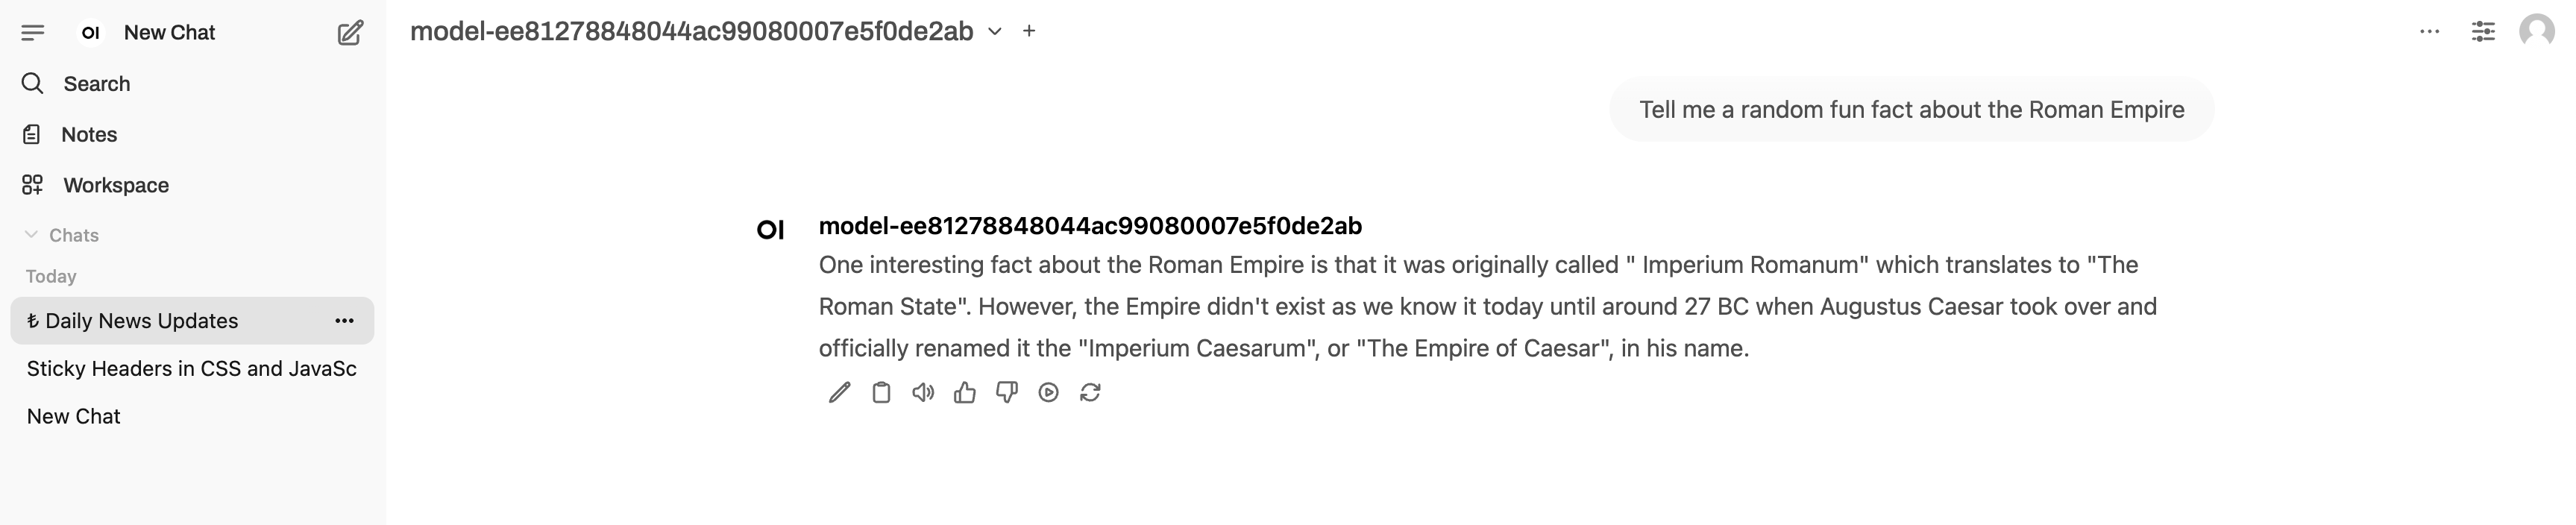 OI New Chat
Search
Notes
Workspace
Chats
Today
₺ Daily News Updates
Sticky Headers in CSS and JavaSc
New Chat
model-ee81278848044ac99080007e5f0de2ab
Tell me a random fun fact about the Roman Empire
OI model-ee81278848044ac99080007e5f0de2ab
One interesting fact about the Roman Empire is that it was originally called " Imperium Romanum" which translates to "The
Roman State". However, the Empire didn't exist as we know it today until around 27 BC when Augustus Caesar took over and
officially renamed it the "Imperium Caesarum", or "The Empire of Caesar", in his name.